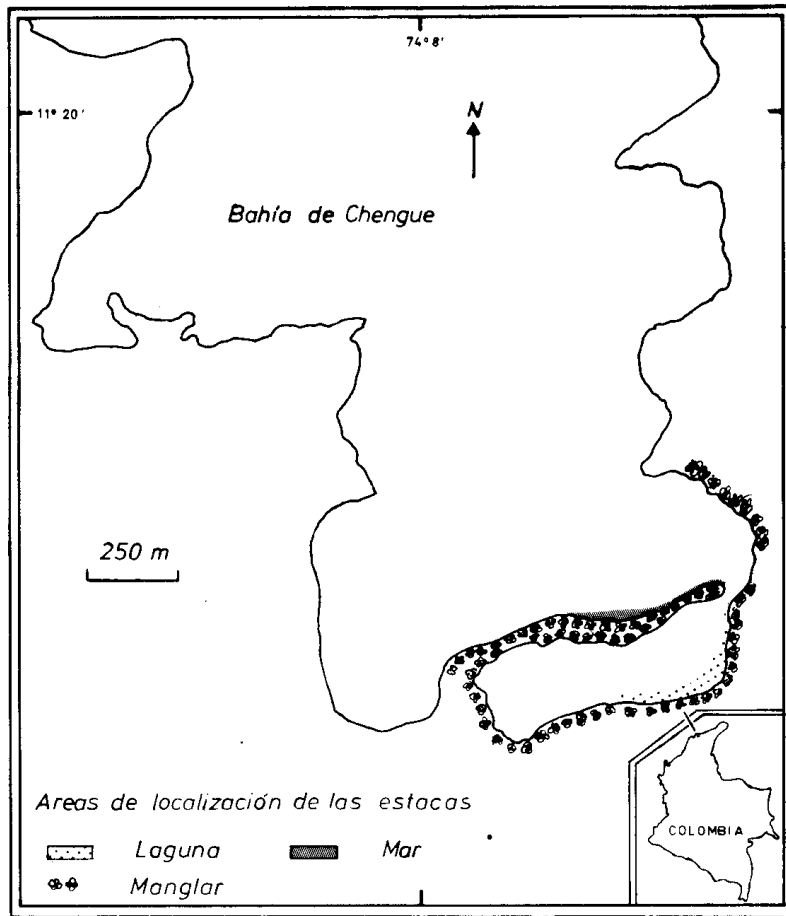 74° 8'
11° 20'
N
Bahía de Chengue
250 m
Areas de localización de las estacas
Laguna
Mar
Manglar
COLOMBIA